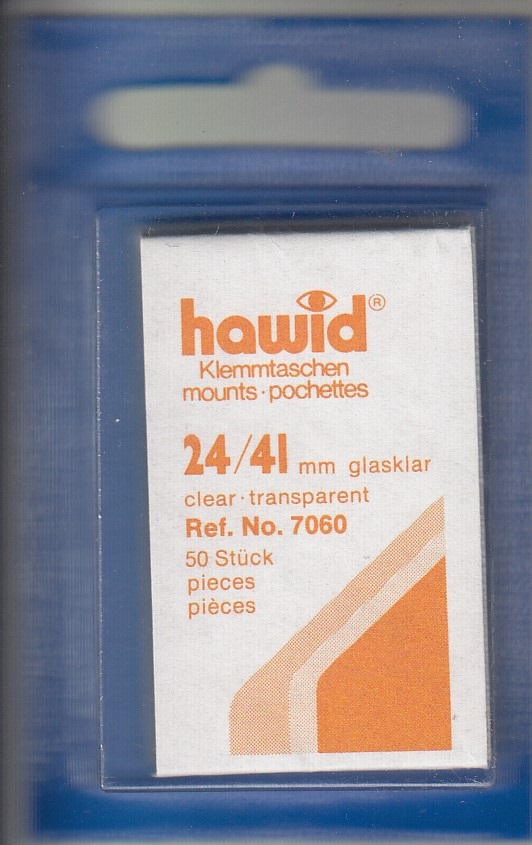 hawid®
Klemmtaschen
mounts · pochettes
24/41 mm glasklar
clear · transparent
Ref. No. 7060
50 Stück
pieces
pièces